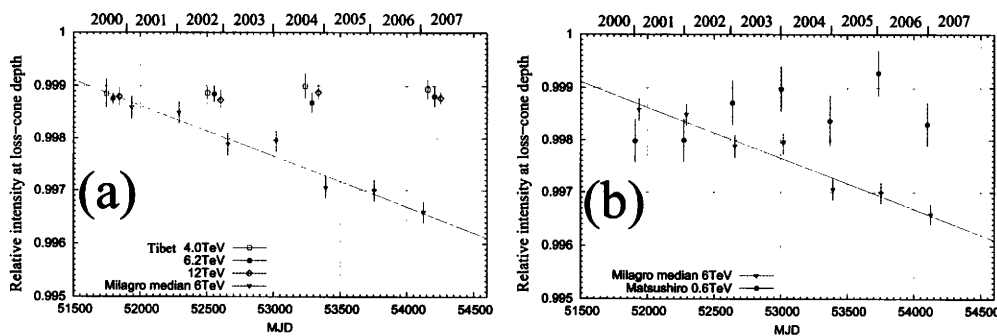 2000 2001 2002 2003 2004 2005 2006 2007
1
0.999
0.998
0.997
0.996
0.995
Relative intensity at loss-cone depth
(a)
Tibet 4.0TeV
6.2TeV
12TeV
Milagro median 6TeV
51500 52000 52500 53000 53500 54000
MJD
2000 2001 2002 2003 2004 2005 2006 2007
1
0.999
0.998
0.997
0.996
0.995
Relative intensity at loss-cone depth
(b)
Milagro median 6TeV
Matsushiro 0.6TeV
51500 52000 52500 53000 53500 54000
MJD